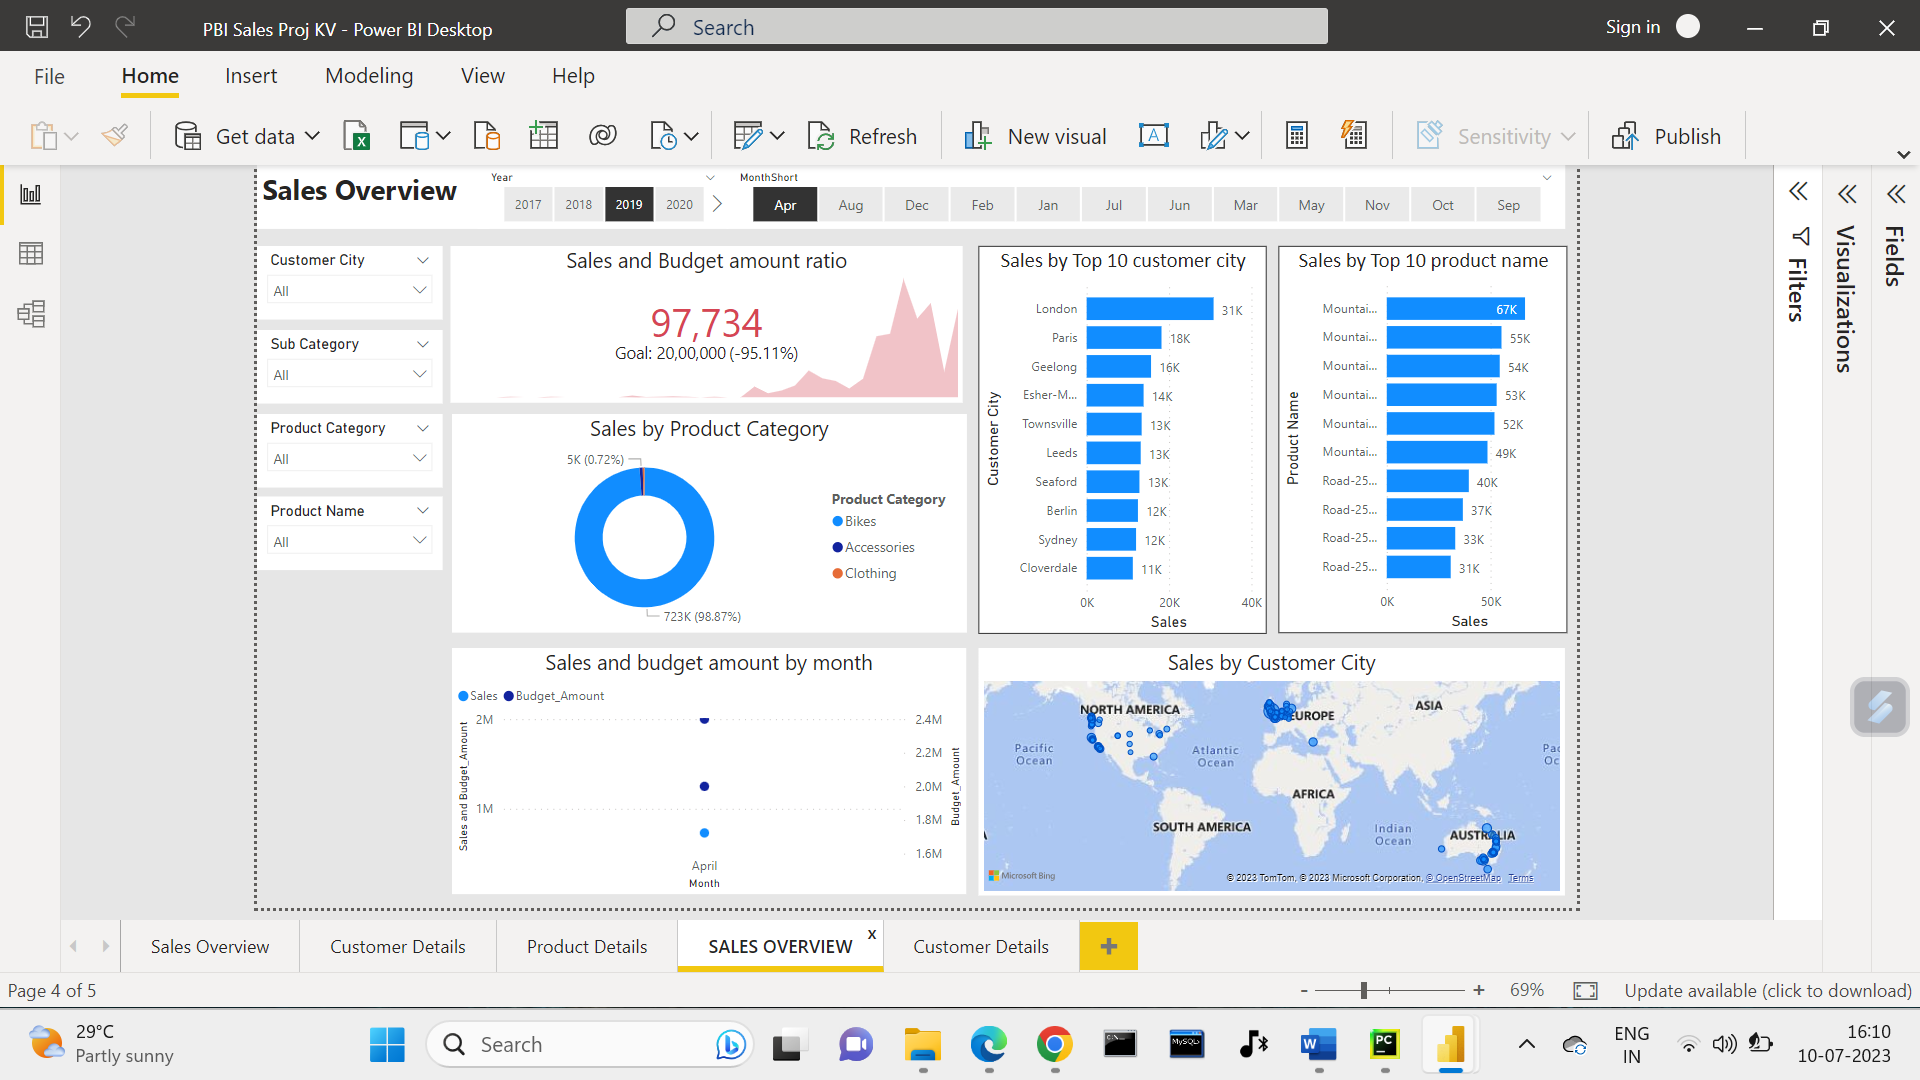 PBI Sales Proj KV - Power BI Desktop
Search
Sign in
File Home Insert Modeling View Help
Get data
Refresh
New visual
Sensitivity
Publish
Sales Overview
Year
2017 2018 2019 2020
MonthShort
Apr Aug Dec Feb Jan Jul Jun Mar May Nov Oct Sep
Customer City
All
Sub Category
All
Product Category
All
Product Name
All
Sales and Budget amount ratio
97,734
Goal: 20,00,000 (-95.11%)
Sales by Product Category
5K (0.72%)
723K (98.87%)
Product Category
Bikes
Accessories
Clothing
Sales by Top 10 customer city
Customer City
London 31K
Paris 18K
Geelong 16K
Esher-M... 14K
Townsville 13K
Leeds 13K
Seaford 13K
Berlin 12K
Sydney 12K
Cloverdale 11K
0K 20K 40K
Sales
Sales by Top 10 product name
Product Name
Mountai... 67K
Mountai... 55K
Mountai... 54K
Mountai... 53K
Mountai... 52K
Mountai... 49K
Road-25... 40K
Road-25... 37K
Road-25... 33K
Road-25... 31K
0K 50K
Sales
Sales and budget amount by month
Sales Budget_Amount
Sales and Budget_Amount
2M
1M
2.4M
2.2M
2.0M
1.8M
1.6M
Budget_Amount
April
Month
Sales by Customer City
NORTH AMERICA
EUROPE
ASIA
Pacific
Ocean
Atlantic
Ocean
Pac
Oc
AFRICA
SOUTH AMERICA
Indian
Ocean
AUSTRALIA
Microsoft Bing
© 2023 TomTom, © 2023 Microsoft Corporation, © OpenStreetMap Terms
Filters
Visualizations
Fields
Sales Overview
Customer Details
Product Details
SALES OVERVIEW x
Customer Details
+
Page 4 of 5
- + 69%
Update available (click to download)
29°C
Partly sunny
Search
MySQL
W
PC
ENG
IN
16:10
10-07-2023